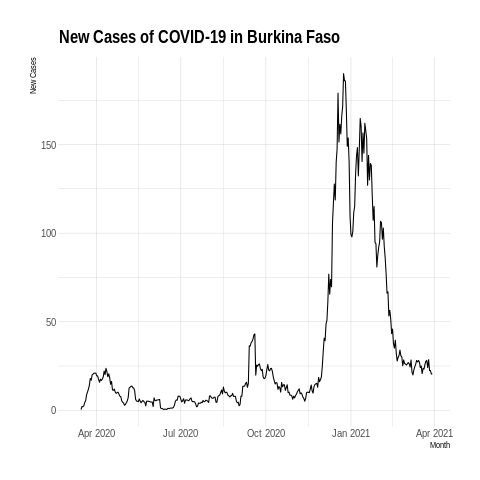 New Cases of COVID-19 in Burkina Faso
New Cases
150
100
50
0
Apr 2020 Jul 2020 Oct 2020 Jan 2021 Apr 2021
Month